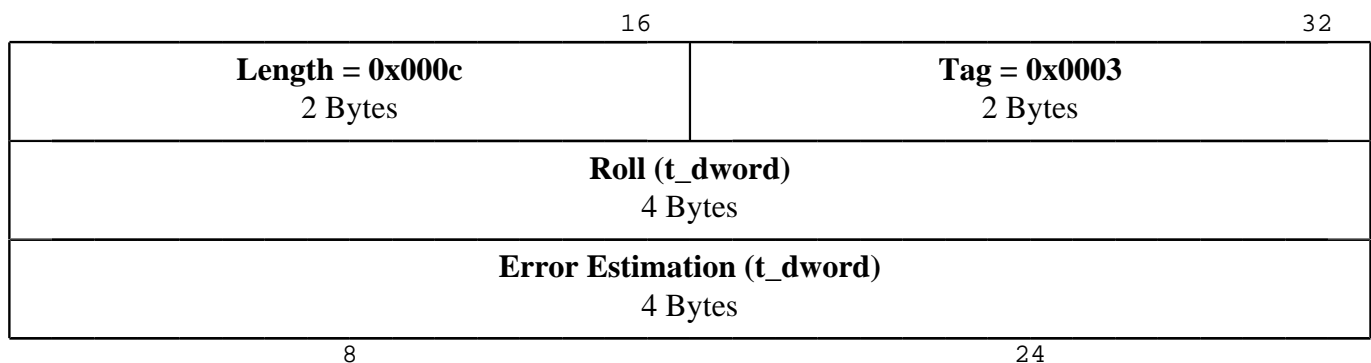 16 32
Length = 0x000c Tag = 0x0003
2 Bytes 2 Bytes
Roll (t_dword)
4 Bytes
Error Estimation (t_dword)
4 Bytes
8 24